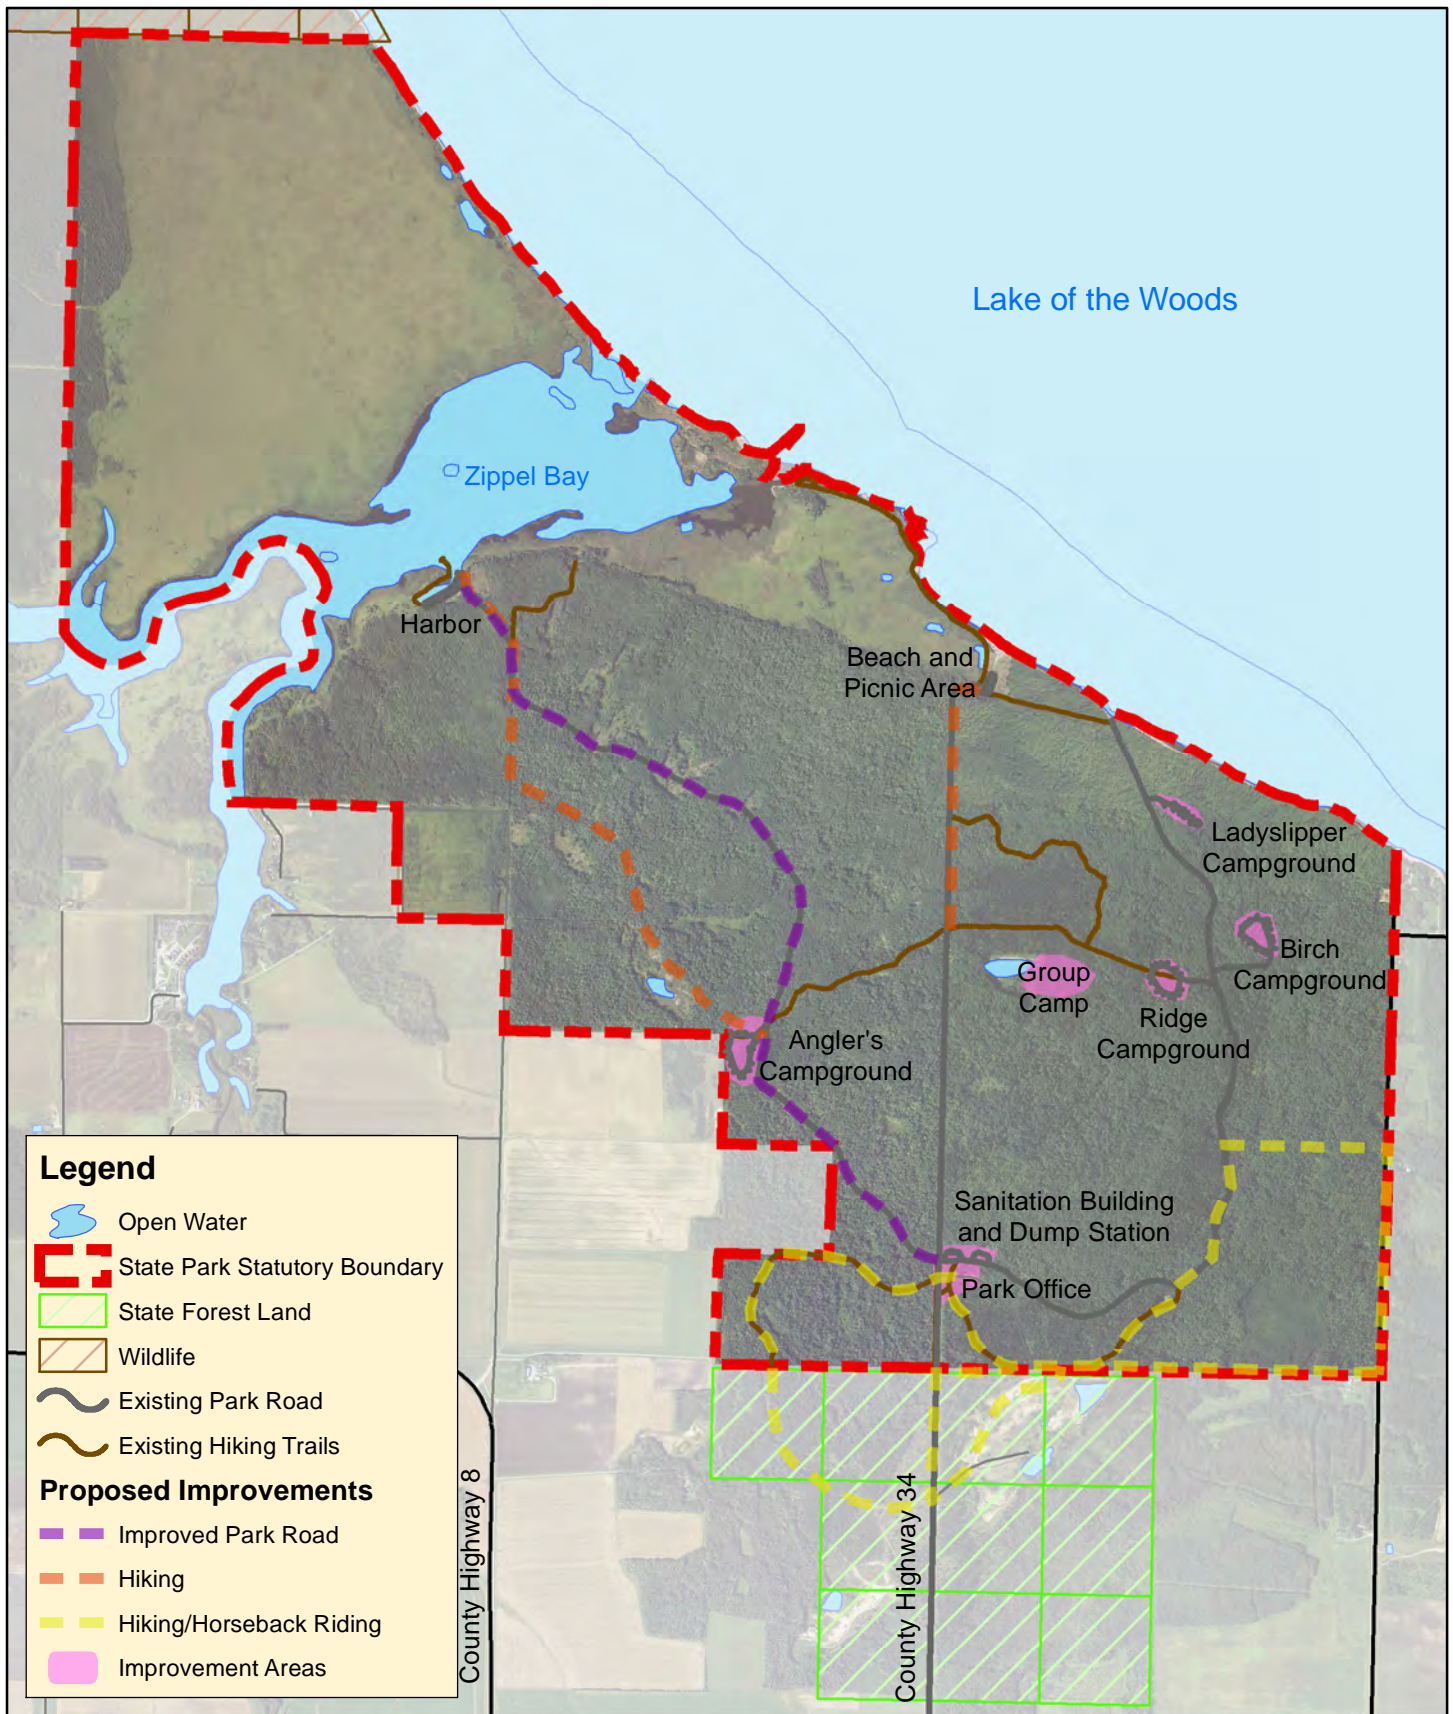 Lake of the Woods
Zippel Bay
Harbor
Beach and
Picnic Area
Ladyslipper
Campground
Birch
Campground
Group
Camp
Ridge
Campground
Angler's
Campground
Sanitation Building
and Dump Station
Park Office
County Highway 8
County Highway 34
Legend
Open Water
State Park Statutory Boundary
State Forest Land
Wildlife
Existing Park Road
Existing Hiking Trails
Proposed Improvements
Improved Park Road
Hiking
Hiking/Horseback Riding
Improvement Areas